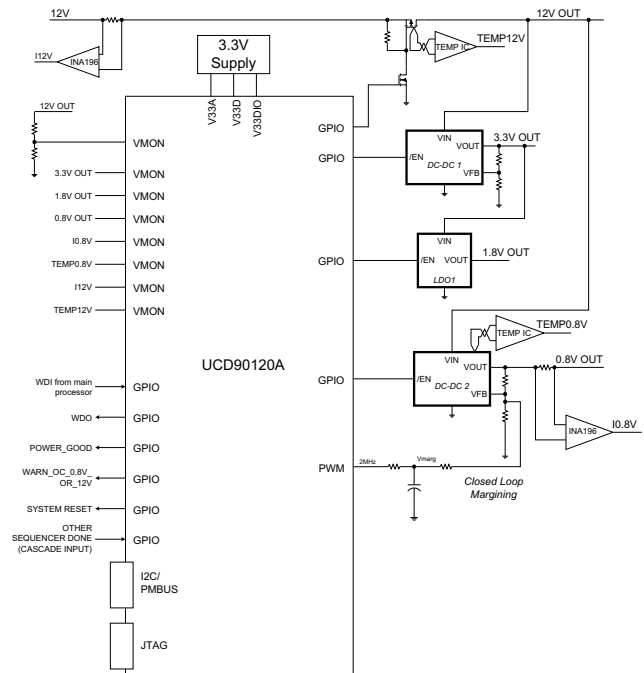 12V
12V OUT
I12V
INA196
3.3V
Supply
TEMP IC
TEMP12V
V33A
V33D
V33DIO
12V OUT
GPIO
VMON
GPIO
VIN
VOUT
3.3V OUT
/EN
DC-DC 1
VFB
3.3V OUT
VMON
1.8V OUT
VMON
0.8V OUT
VMON
I0.8V
VMON
TEMP0.8V
VMON
I12V
VMON
TEMP12V
VMON
GPIO
VIN
/EN
VOUT
1.8V OUT
LDO1
TEMP IC
TEMP0.8V
UCD90120A
VIN
VOUT
0.8V OUT
GPIO
/EN
DC-DC 2
VFB
INA196
I0.8V
WDI from main
processor
GPIO
WDO
GPIO
POWER_GOOD
GPIO
WARN_OC_0.8V_
OR_12V
GPIO
SYSTEM RESET
GPIO
OTHER
SEQUENCER DONE
(CASCADE INPUT)
GPIO
PWM
2MHz
Vmarg
Closed Loop
Margining
I2C/
PMBUS
JTAG